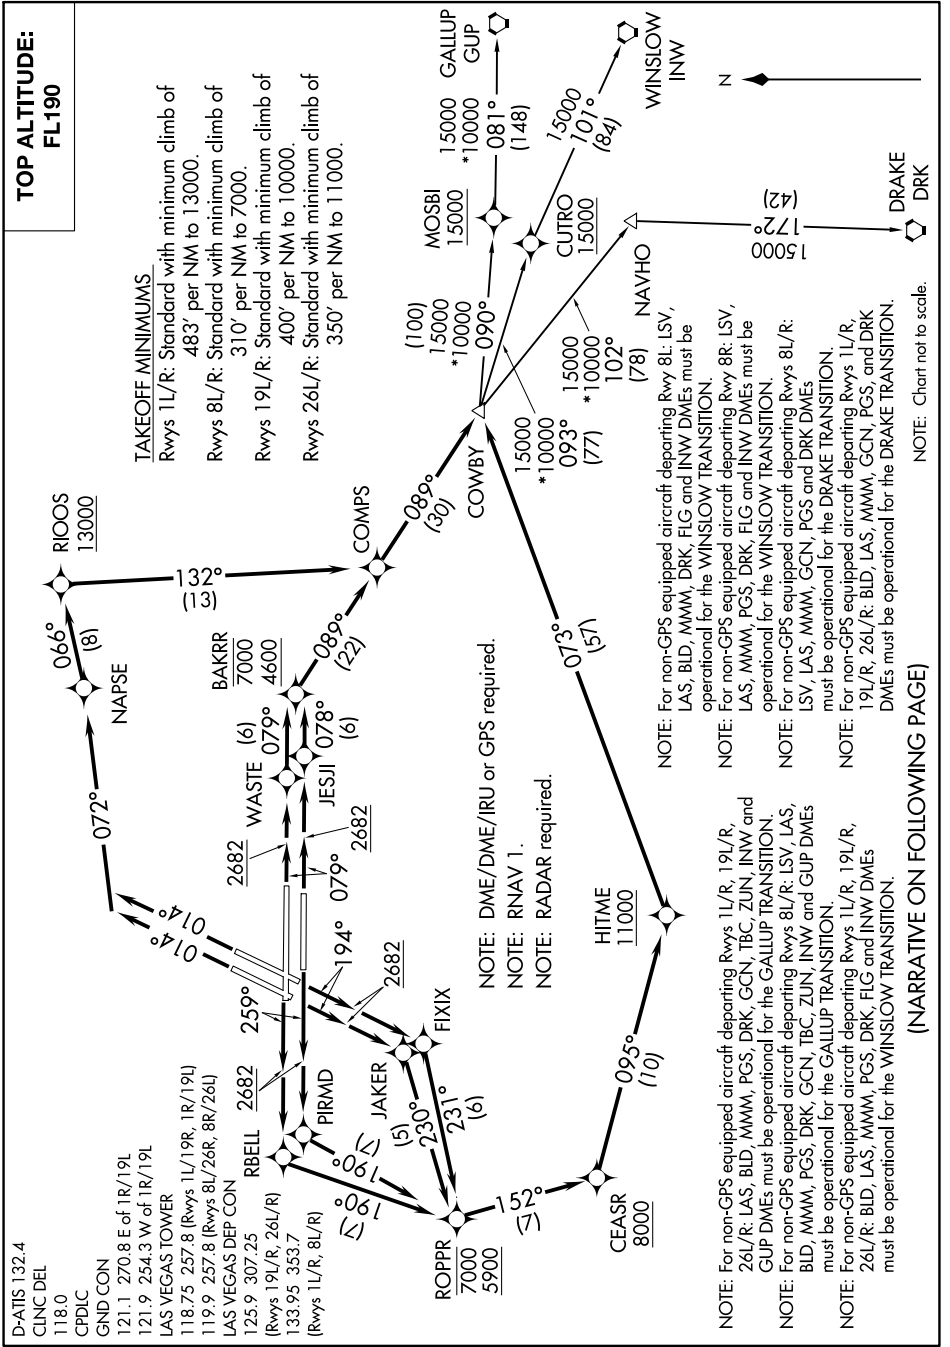 TOP ALTITUDE:
FL190
D-ATIS 132.4
CLNC DEL
118.0
CPDLC
GND CON
121.1 270.8 E of 1R/19L
121.9 254.3 W of 1R/19L
LAS VEGAS TOWER
118.75 257.8 (Rwys 1L/19R, 1R/19L)
119.9 257.8 (Rwys 8L/26R, 8R/26L)
LAS VEGAS DEP CON
125.9 307.25
(Rwys 19L/R, 26L/R)
133.95 353.7
(Rwys 1L/R, 8L/R)
TAKEOFF MINIMUMS
Rwys 1L/R: Standard with minimum climb of
483' per NM to 13000.
Rwys 8L/R: Standard with minimum climb of
310' per NM to 7000.
Rwys 19L/R: Standard with minimum climb of
400' per NM to 10000.
Rwys 26L/R: Standard with minimum climb of
350' per NM to 11000.
RIOOS
13000
066°
(8)
NAPSE
072°
014°
014°
132°
(13)
COMPS
089°
(30)
BAKRR
7000
4600
089°
(22)
(6)
079°
WASTE
078°
(6)
JESJI
2682
2682
079°
259°
194°
2682
2682
RBELL
PIRMD
JAKER
FIXIX
190°
(7)
190°
(7)
(5)
230°
231°
(6)
ROPPR
7000
5900
152°
(7)
CEASR
8000
095°
(10)
HITME
11000
073°
(57)
COWBY
(100)
15000
*10000
090°
MOSBI
15000
15000
*10000
081°
(148)
GALLUP
GUP
15000
*10000
093°
(77)
CUTRO
15000
15000
101°
(84)
WINSLOW
INW
15000
*10000
102°
(78)
NAVHO
15000
172°
(42)
DRAKE
DRK
N
NOTE: DME/DME/IRU or GPS required.
NOTE: RNAV 1.
NOTE: RADAR required.
NOTE: For non-GPS equipped aircraft departing Rwys 1L/R, 19L/R,
26L/R: LAS, BLD, MMM, PGS, DRK, GCN, TBC, ZUN, INW and
GUP DMEs must be operational for the GALLUP TRANSITION.
NOTE: For non-GPS equipped aircraft departing Rwys 8L/R: LSV, LAS,
BLD, MMM, PGS, DRK, GCN, TBC, ZUN, INW and GUP DMEs
must be operational for the GALLUP TRANSITION.
NOTE: For non-GPS equipped aircraft departing Rwys 1L/R, 19L/R,
26L/R: BLD, LAS, MMM, PGS, DRK, FLG and INW DMEs
must be operational for the WINSLOW TRANSITION.
NOTE: For non-GPS equipped aircraft departing Rwy 8L: LSV,
LAS, BLD, MMM, DRK, FLG and INW DMEs must be
operational for the WINSLOW TRANSITION.
NOTE: For non-GPS equipped aircraft departing Rwy 8R: LSV,
LAS, MMM, PGS, DRK, FLG and INW DMEs must be
operational for the WINSLOW TRANSITION.
NOTE: For non-GPS equipped aircraft departing Rwys 8L/R:
LSV, LAS, MMM, GCN, PGS and DRK DMEs
must be operational for the DRAKE TRANSITION.
NOTE: For non-GPS equipped aircraft departing Rwys 1L/R,
19L/R, 26L/R: BLD, LAS, MMM, GCN, PGS, and DRK
DMEs must be operational for the DRAKE TRANSITION.
NOTE: Chart not to scale.
(NARRATIVE ON FOLLOWING PAGE)